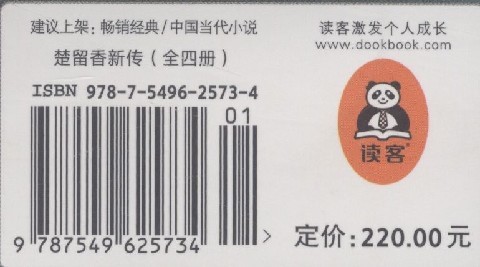 建议上架：畅销经典/中国当代小说
楚留香新传（全四册）
ISBN 978-7-5496-2573-4
01
9 787549 625734 >
读客激发个人成长
www.dookbook.com
读客®
定价：220.00元